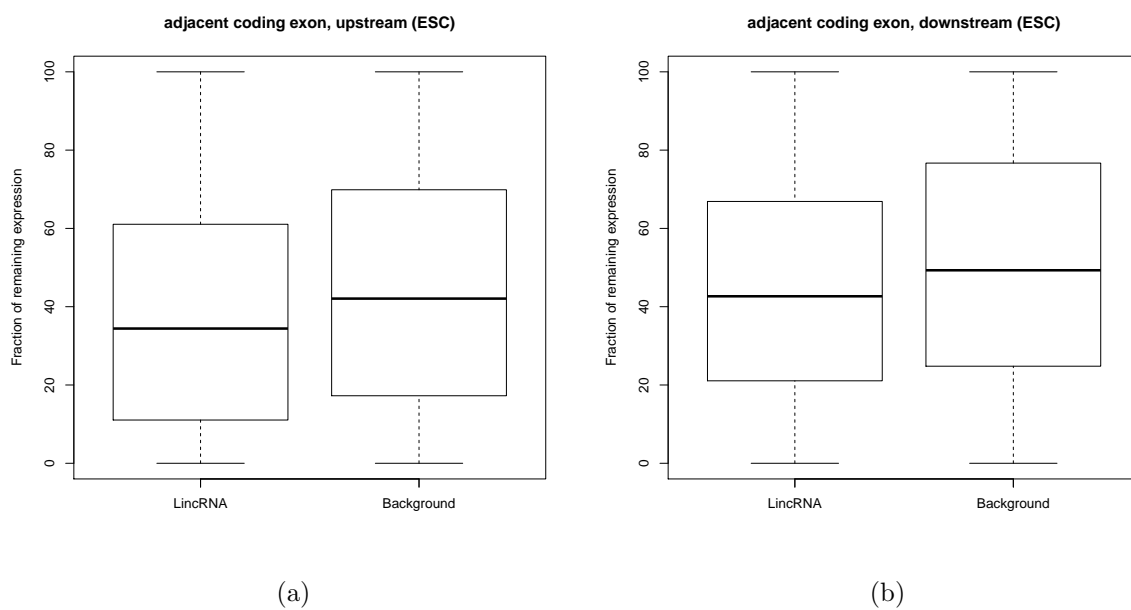 adjacent coding exon, upstream (ESC)
Fraction of remaining expression
100
80
60
40
20
0
LincRNA
Background
(a)
adjacent coding exon, downstream (ESC)
Fraction of remaining expression
100
80
60
40
20
0
LincRNA
Background
(b)